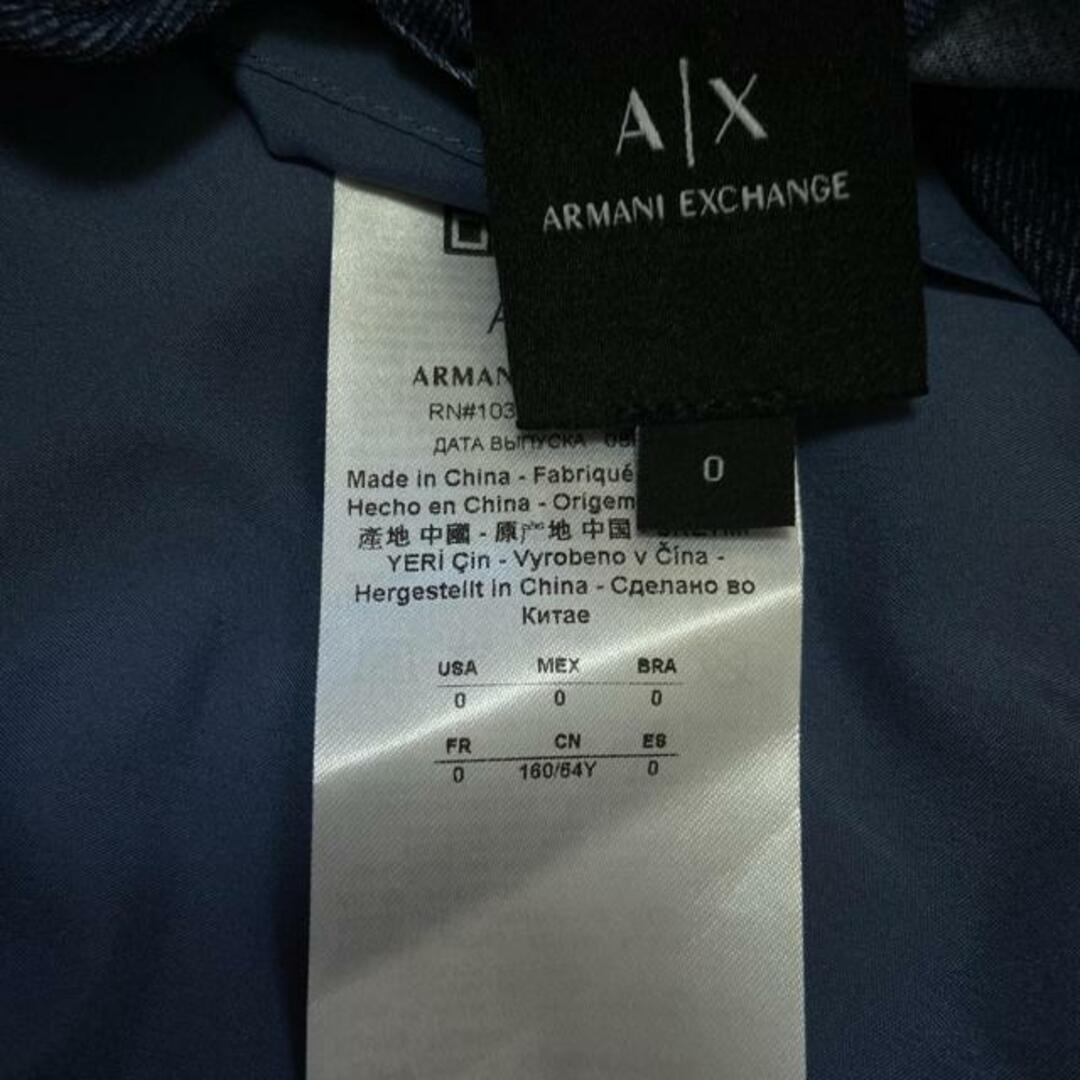 A|X
ARMANI EXCHANGE
0
ARMAN
RN#103
ДАТА ВЫПУСКА
Made in China - Fabriqué
Hecho en China - Origem
產地 中國 - 原产地 中国
YERİ Çin - Vyrobeno v Čína -
Hergestellt in China - Сделано во
Китае
USA MEX BRA
0 0 0
FR CN ES
0 160/64Y 0